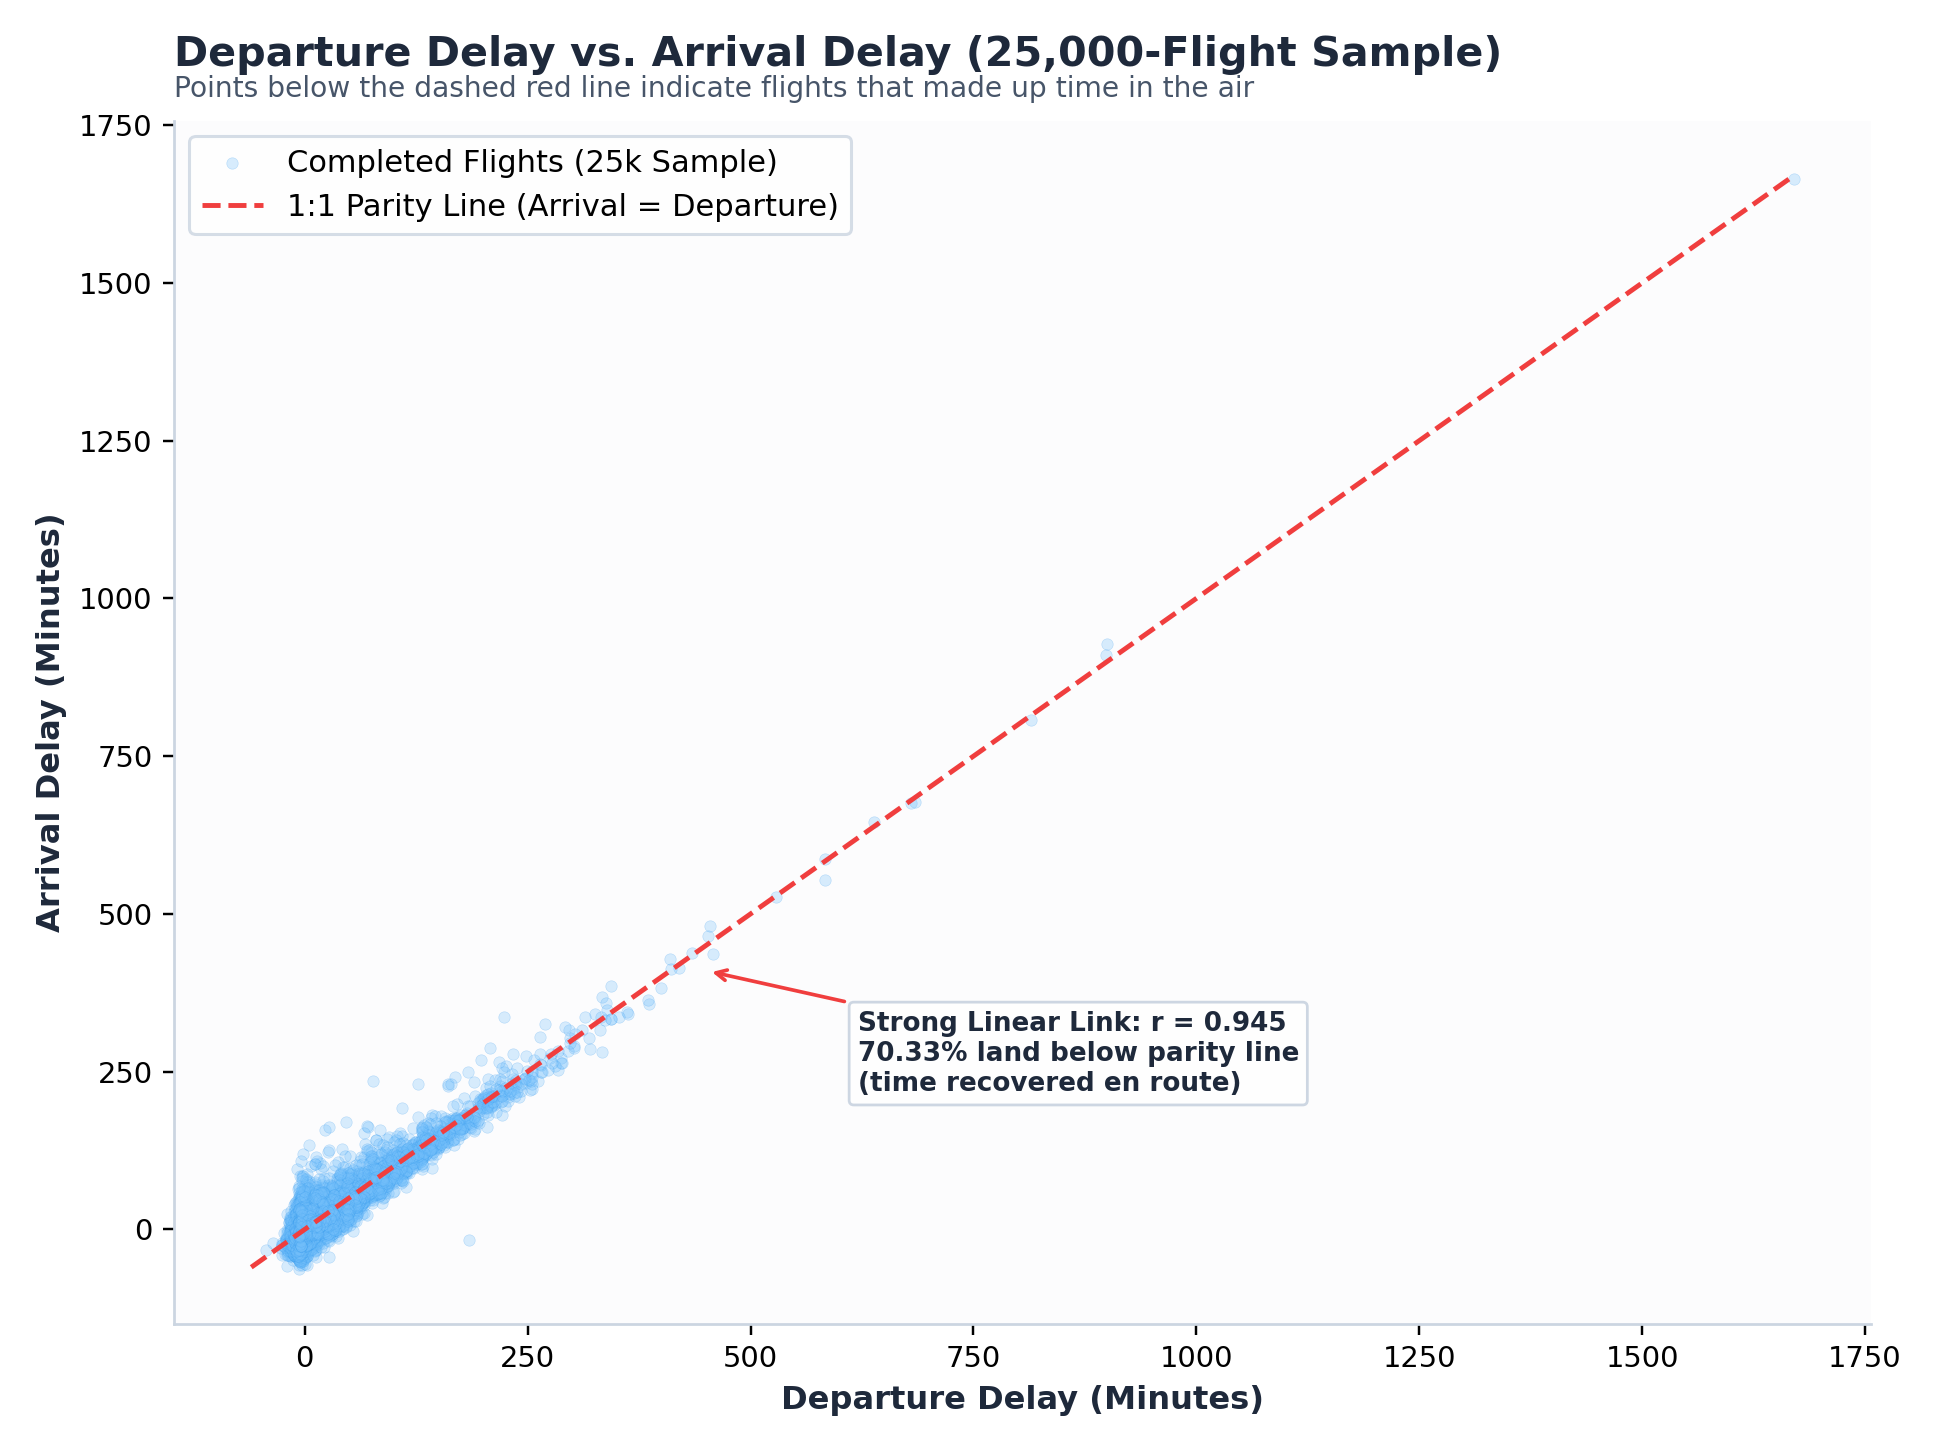 Departure Delay vs. Arrival Delay (25,000-Flight Sample)
Points below the dashed red line indicate flights that made up time in the air
Completed Flights (25k Sample)
1:1 Parity Line (Arrival = Departure)
Arrival Delay (Minutes)
1750
1500
1250
1000
750
500
250
0
Strong Linear Link: r = 0.945
70.33% land below parity line
(time recovered en route)
0
250
500
750
1000
1250
1500
1750
Departure Delay (Minutes)